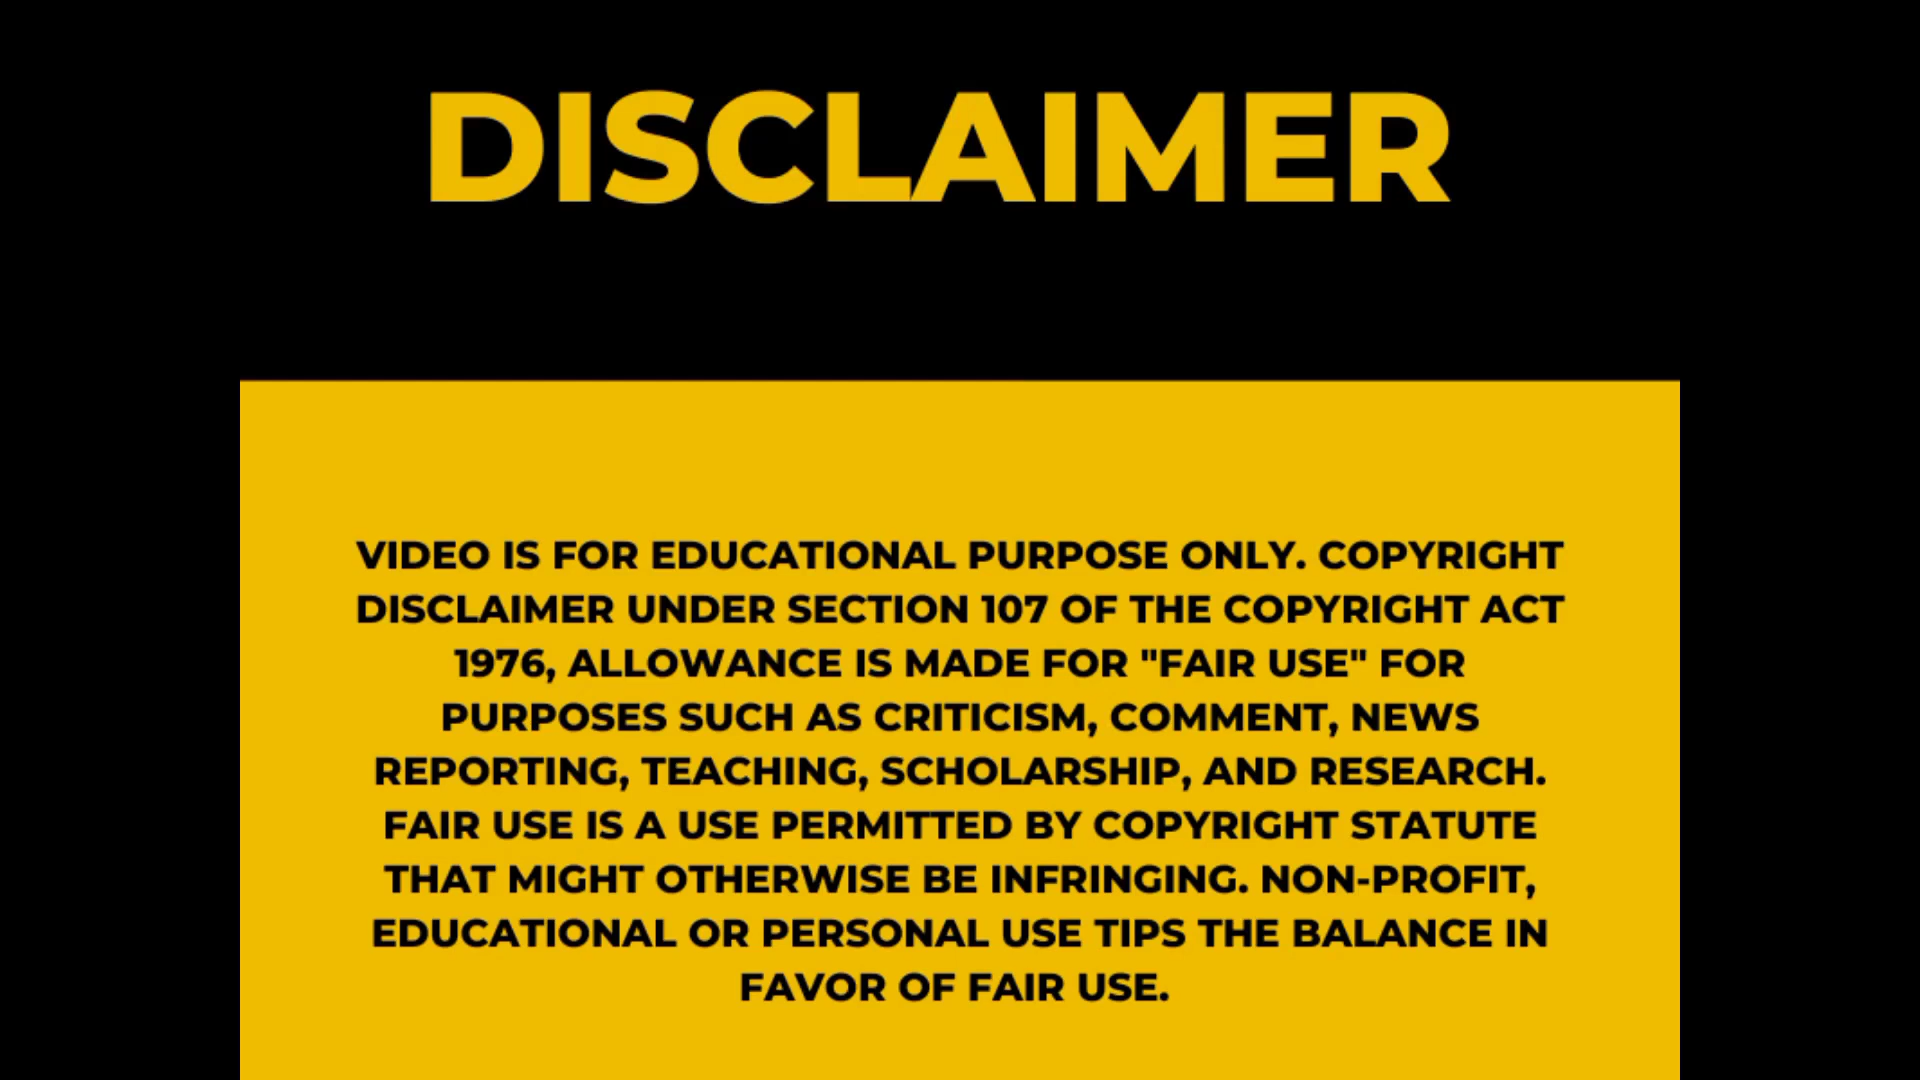 DISCLAIMER
VIDEO IS FOR EDUCATIONAL PURPOSE ONLY. COPYRIGHT
DISCLAIMER UNDER SECTION 107 OF THE COPYRIGHT ACT
1976, ALLOWANCE IS MADE FOR "FAIR USE" FOR
PURPOSES SUCH AS CRITICISM, COMMENT, NEWS
REPORTING, TEACHING, SCHOLARSHIP, AND RESEARCH.
FAIR USE IS A USE PERMITTED BY COPYRIGHT STATUTE
THAT MIGHT OTHERWISE BE INFRINGING. NON-PROFIT,
EDUCATIONAL OR PERSONAL USE TIPS THE BALANCE IN
FAVOR OF FAIR USE.